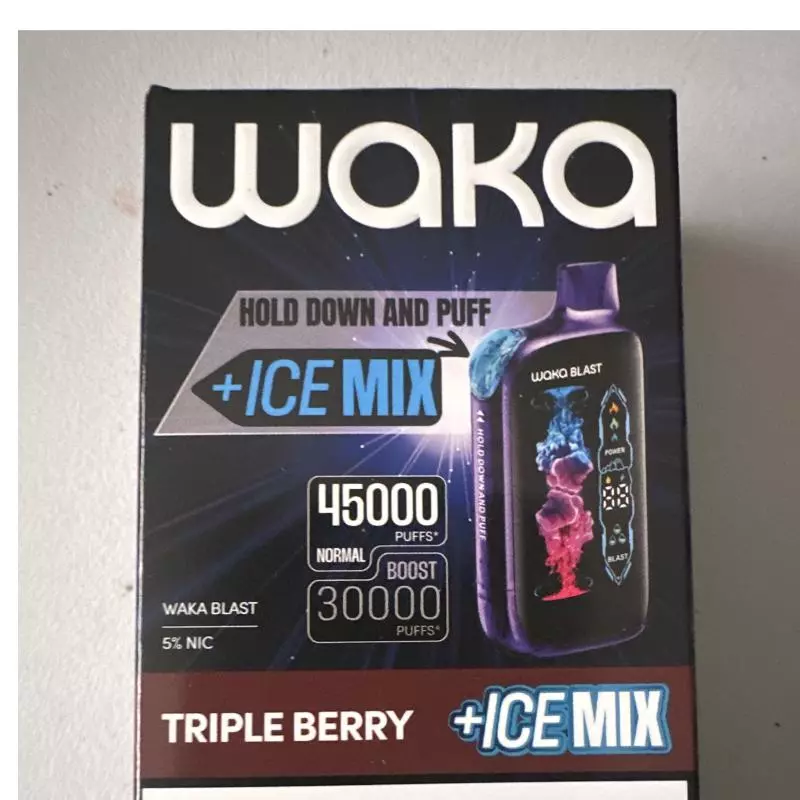 WAKA
HOLD DOWN AND PUFF
+ICE MIX
WAKA BLAST
POWER
88
BLAST
HOLD DOWN AND PUFF
45000
PUFFS*
NORMAL
BOOST
30000
PUFFS*
WAKA BLAST
5% NIC
TRIPLE BERRY
+ICE MIX